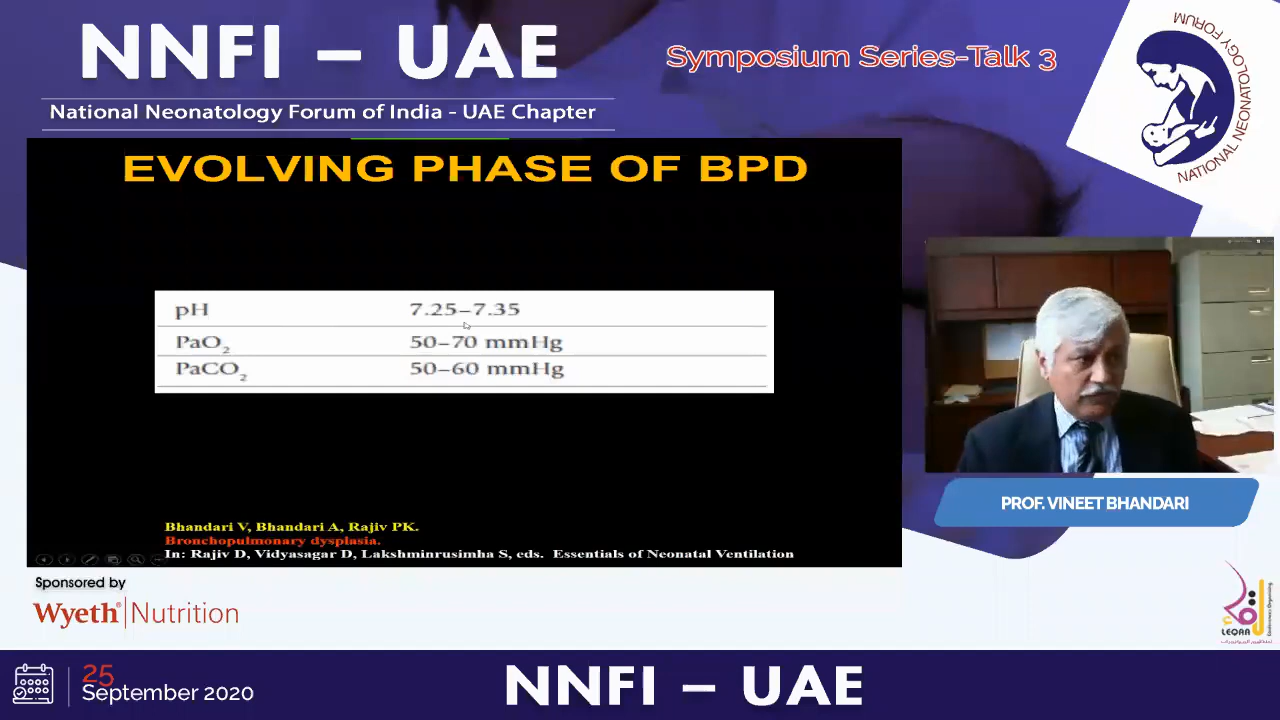 NNFI – UAE
National Neonatology Forum of India - UAE Chapter
Symposium Series-Talk 3
NATIONAL NEONATOLOGY FORUM
EVOLVING PHASE OF BPD
pH 7.25–7.35
PaO2 50–70 mmHg
PaCO2 50–60 mmHg
Bhandari V, Bhandari A, Rajiv PK.
Bronchopulmonary dysplasia.
In: Rajiv D, Vidyasagar D, Lakshminrusimha S, eds. Essentials of Neonatal Ventilation
PROF. VINEET BHANDARI
Sponsored by
Wyeth® | Nutrition
LEQAA
25
September 2020
NNFI – UAE